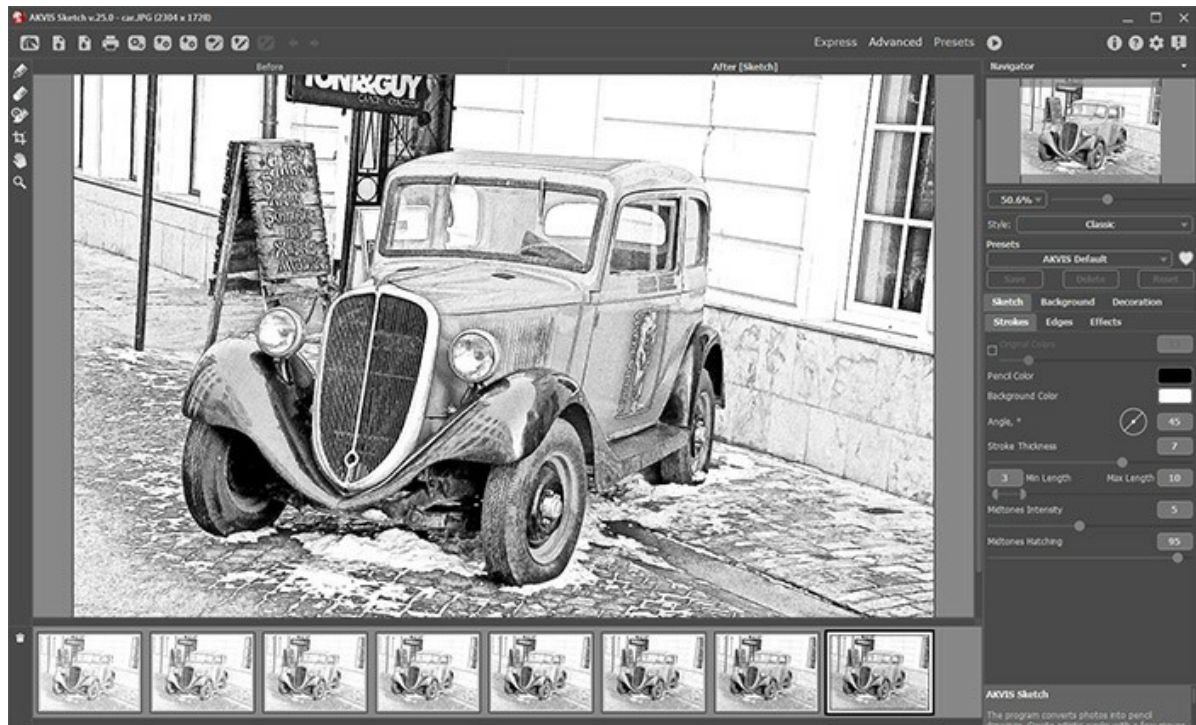 AKVIS Sketch v.25.0 - car.JPG (2304 x 1728)
Express Advanced Presets
Before
After [Sketch]
Navigator
TONI&GUY
50.6%
Style: Classic
Presets
AKVIS Default
Save Delete Reset
Sketch Background Decoration
Strokes Edges Effects
Original Colors
Pencil Color
Background Color
Angle, ° 45
Stroke Thickness 7
3 Min Length Max Length 10
Midtones Intensity 5
Midtones Hatching 95
AKVIS Sketch
The program converts photos into pencil